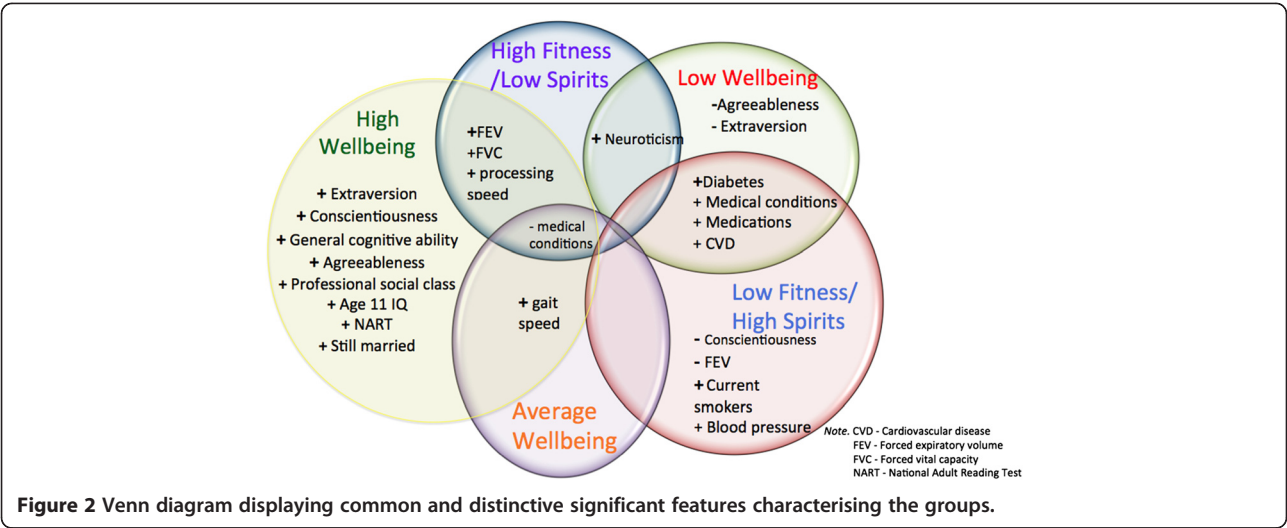 High Fitness
/Low Spirits
Low Wellbeing
-Agreeableness
- Extraversion
High
Wellbeing
+FEV
+FVC
+ processing
speed
+ Neuroticism
+ Extraversion
+ Conscientiousness
+ General cognitive ability
+ Agreeableness
+ Professional social class
+ Age 11 IQ
+ NART
+ Still married
- medical
conditions
+Diabetes
+ Medical conditions
+ Medications
+ CVD
+ gait
speed
Low Fitness/
High Spirits
- Conscientiousness
- FEV
+ Current
smokers
+ Blood pressure
Average
Wellbeing
Note. CVD - Cardiovascular disease
FEV - Forced expiratory volume
FVC - Forced vital capacity
NART - National Adult Reading Test
Figure 2 Venn diagram displaying common and distinctive significant features characterising the groups.